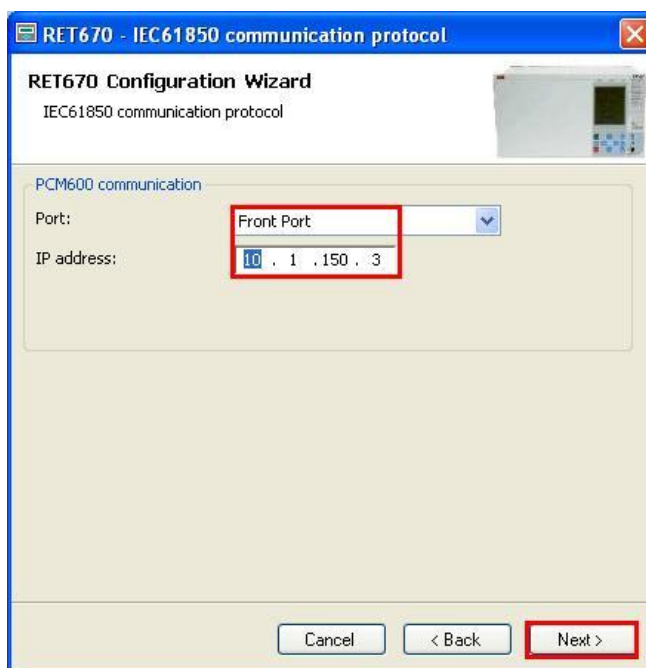 RET670 - IEC61850 communication protocol
RET670 Configuration Wizard
IEC61850 communication protocol
PCM600 communication
Port: Front Port
IP address: 10 . 1 .150 . 3
Cancel < Back Next >